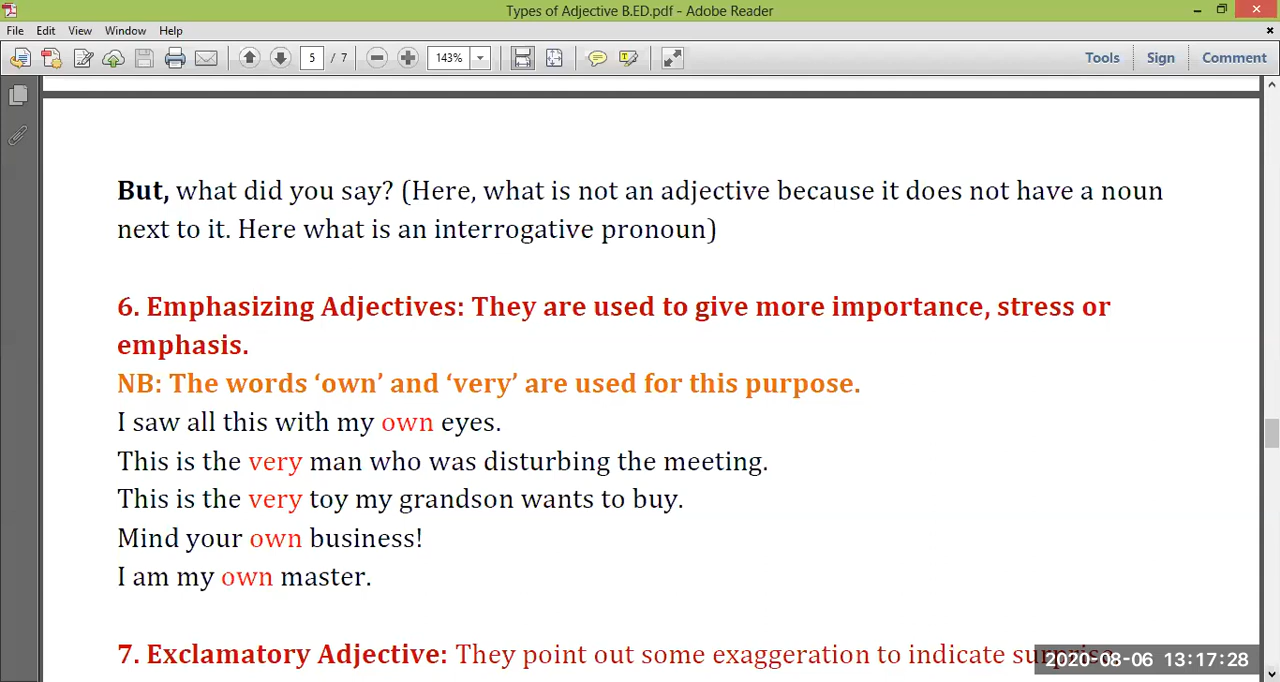 Types of Adjective B.ED.pdf - Adobe Reader
File Edit View Window Help
5 / 7 143% Tools Sign Comment
But, what did you say? (Here, what is not an adjective because it does not have a noun
next to it. Here what is an interrogative pronoun)
6. Emphasizing Adjectives: They are used to give more importance, stress or
emphasis.
NB: The words ‘own’ and ‘very’ are used for this purpose.
I saw all this with my own eyes.
This is the very man who was disturbing the meeting.
This is the very toy my grandson wants to buy.
Mind your own business!
I am my own master.
7. Exclamatory Adjective: They point out some exaggeration to indicate surprise
2020-08-06 13:17:28